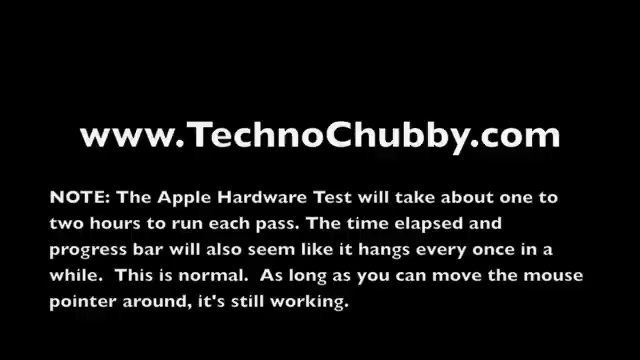 www.TechnoChubby.com
NOTE: The Apple Hardware Test will take about one to
two hours to run each pass. The time elapsed and
progress bar will also seem like it hangs every once in a
while.  This is normal.  As long as you can move the mouse
pointer around, it's still working.